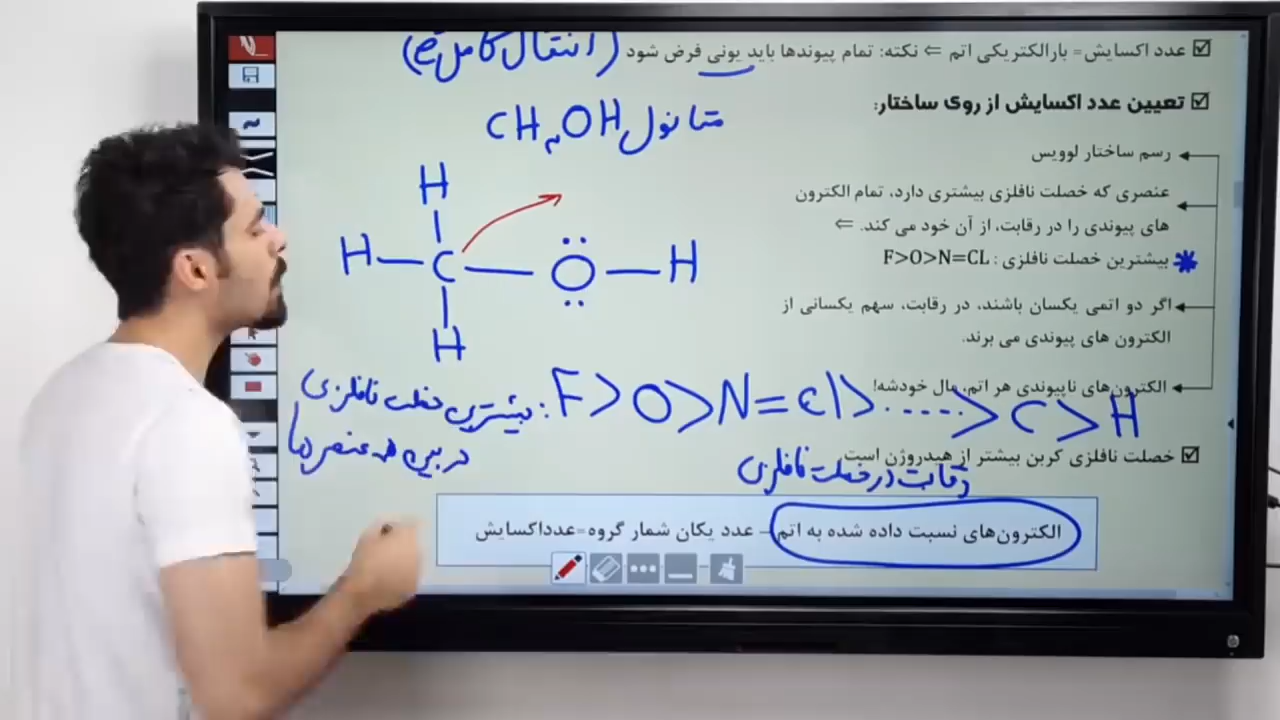 (انتقال کامل e)
☑ عدد اکسایش= بارالکتریکی اتم ⇐ نکته: تمام پیوندها باید یونی فرض شود
☑ تعیین عدد اکسایش از روی ساختار:
متانول CH₃OH
رسم ساختار لوویس
عنصری که خصلت نافلزی بیشتری دارد، تمام الکترون
های پیوندی را در رقابت، از آن خود می کند. ⇐
بیشترین خصلت نافلزی : F>O>N=CL
اگر دو اتمی یکسان باشند، در رقابت، سهم یکسانی از
الکترون های پیوندی می برند.
الکترون‌های ناپیوندی هر اتم، مال خودشه!
H
H—C—O—H
H
بیشترین خصلت نافلزی : F>O>N=Cl>.....>C>H
در بین همه عنصرها
☑ خصلت نافلزی کربن بیشتر از هیدروژن است
رقابت در خصلت نافلزی
الکترون‌های نسبت داده شده به اتم – عدد یکان شمار گروه=عدداکسایش